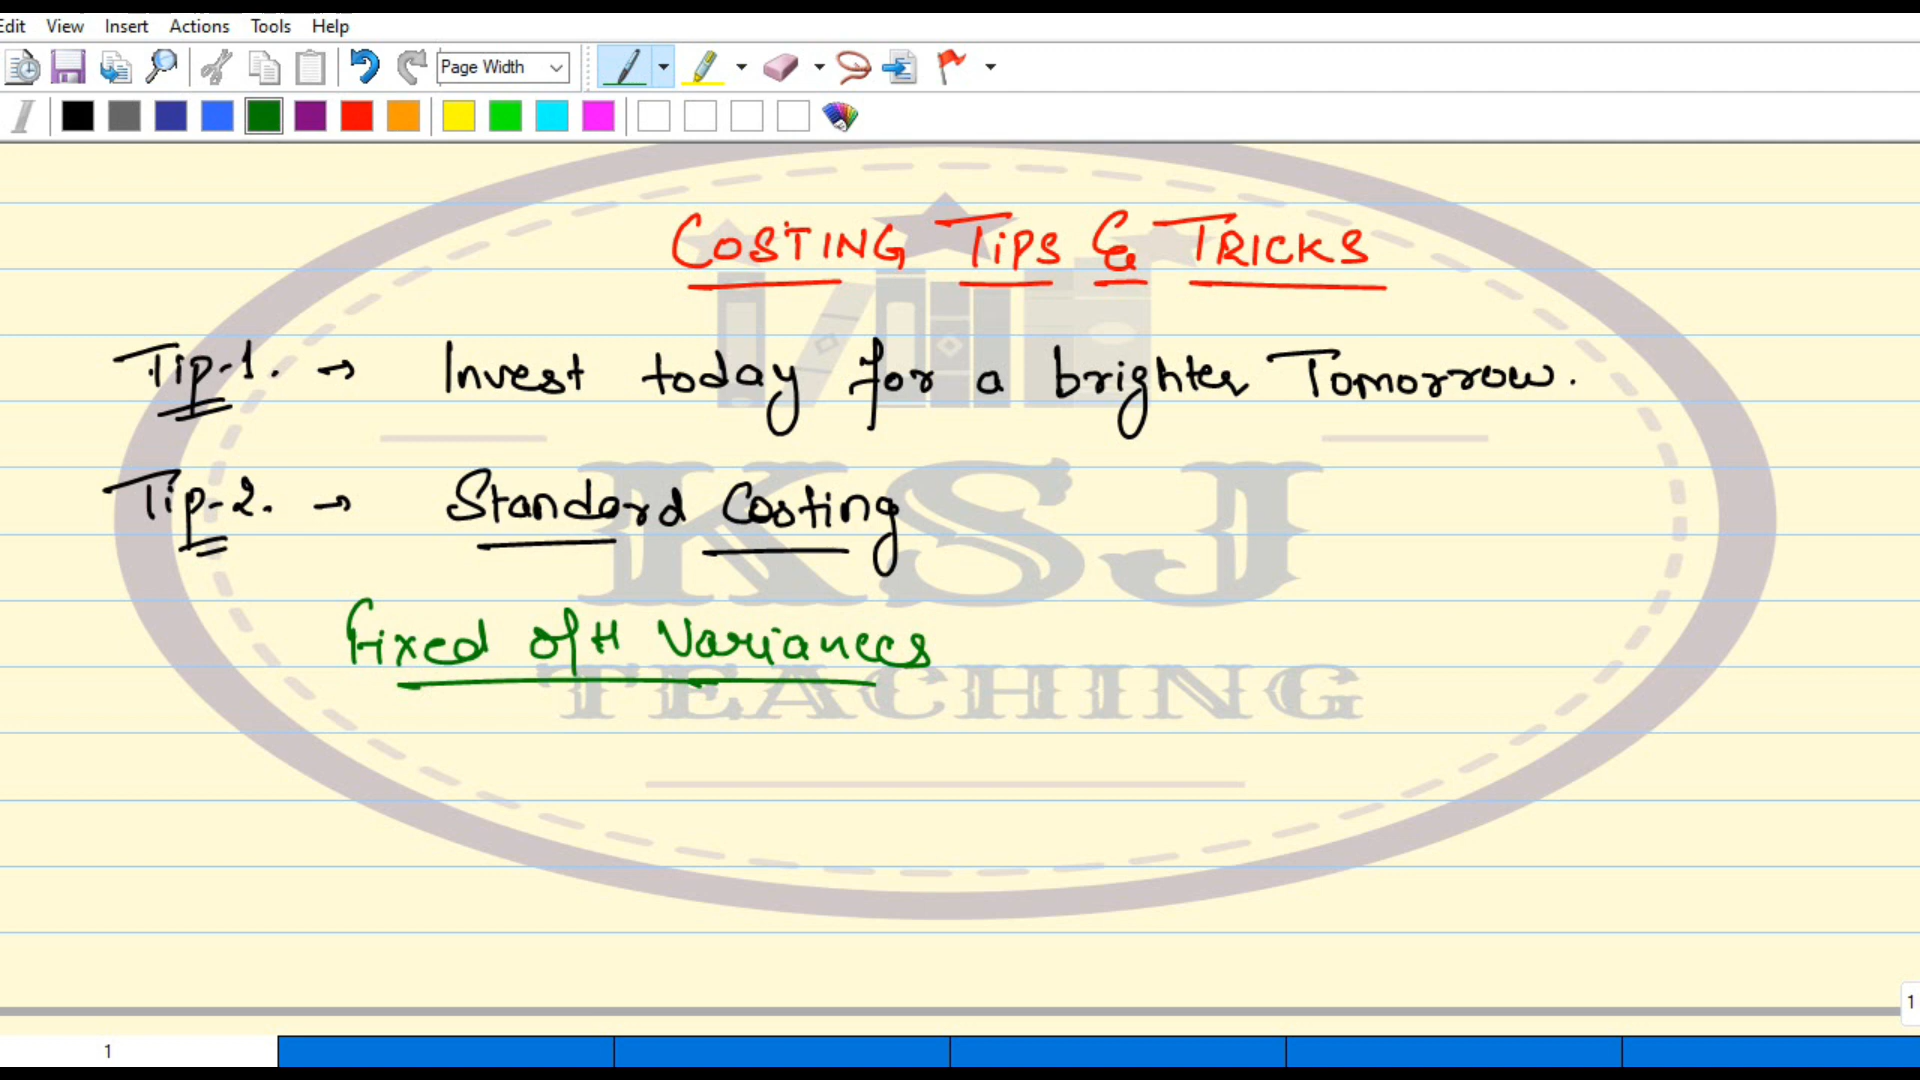 Edit View Insert Actions Tools Help
Page Width
COSTING TIPS & TRICKS
Tip-1. → Invest today for a brighter Tomorrow.
Tip-2. → Standard Costing
Fixed O/H Variances
KSJ
TEACHING
1
1